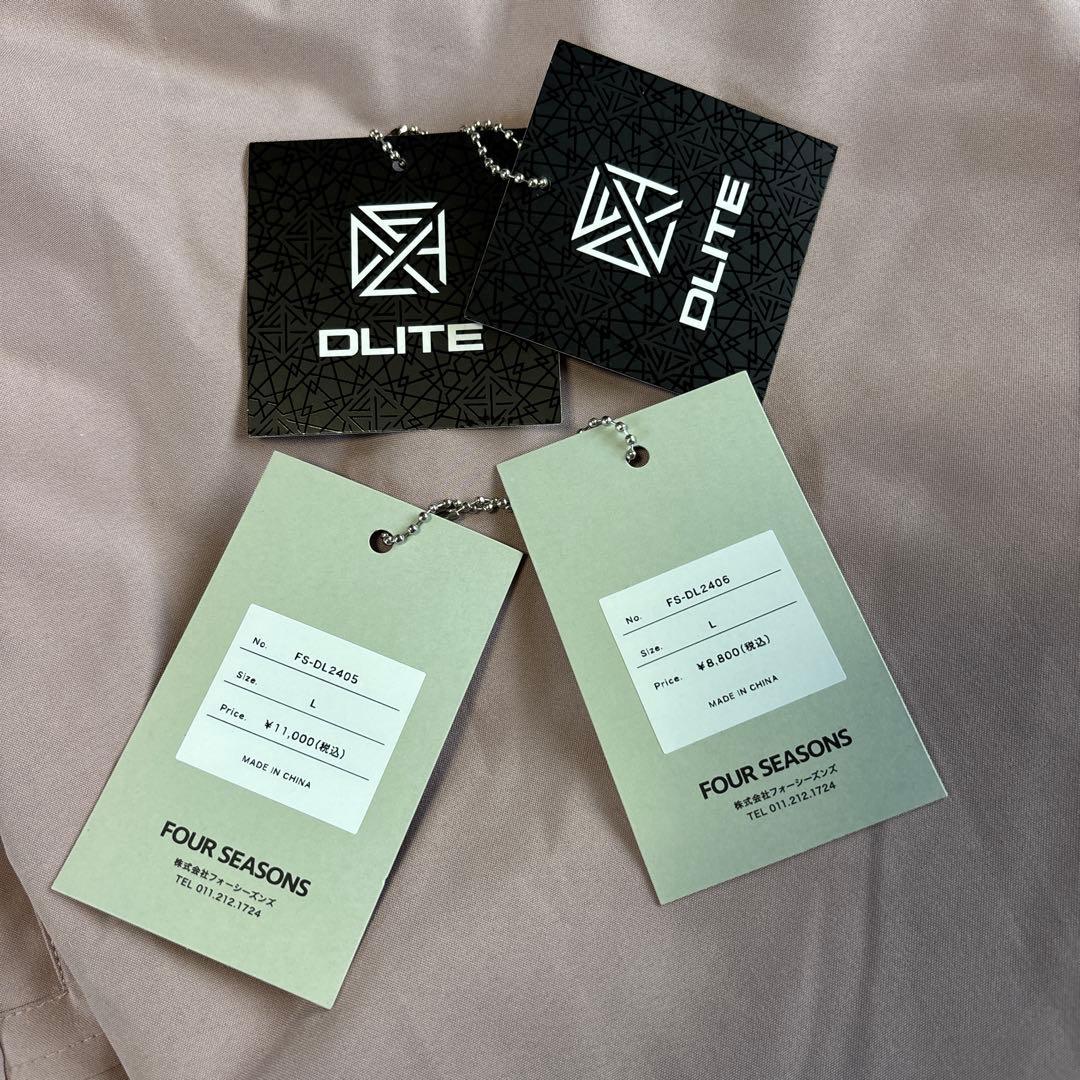 DLITE
DLITE
No. FS-DL2405
Size. L
Price. ¥11,000(税込)
MADE IN CHINA
FOUR SEASONS
株式会社フォーシーズンズ
TEL 011.212.1724
No. FS-DL2406
Size. L
Price. ¥8,800(税込)
MADE IN CHINA
FOUR SEASONS
株式会社フォーシーズンズ
TEL 011.212.1724